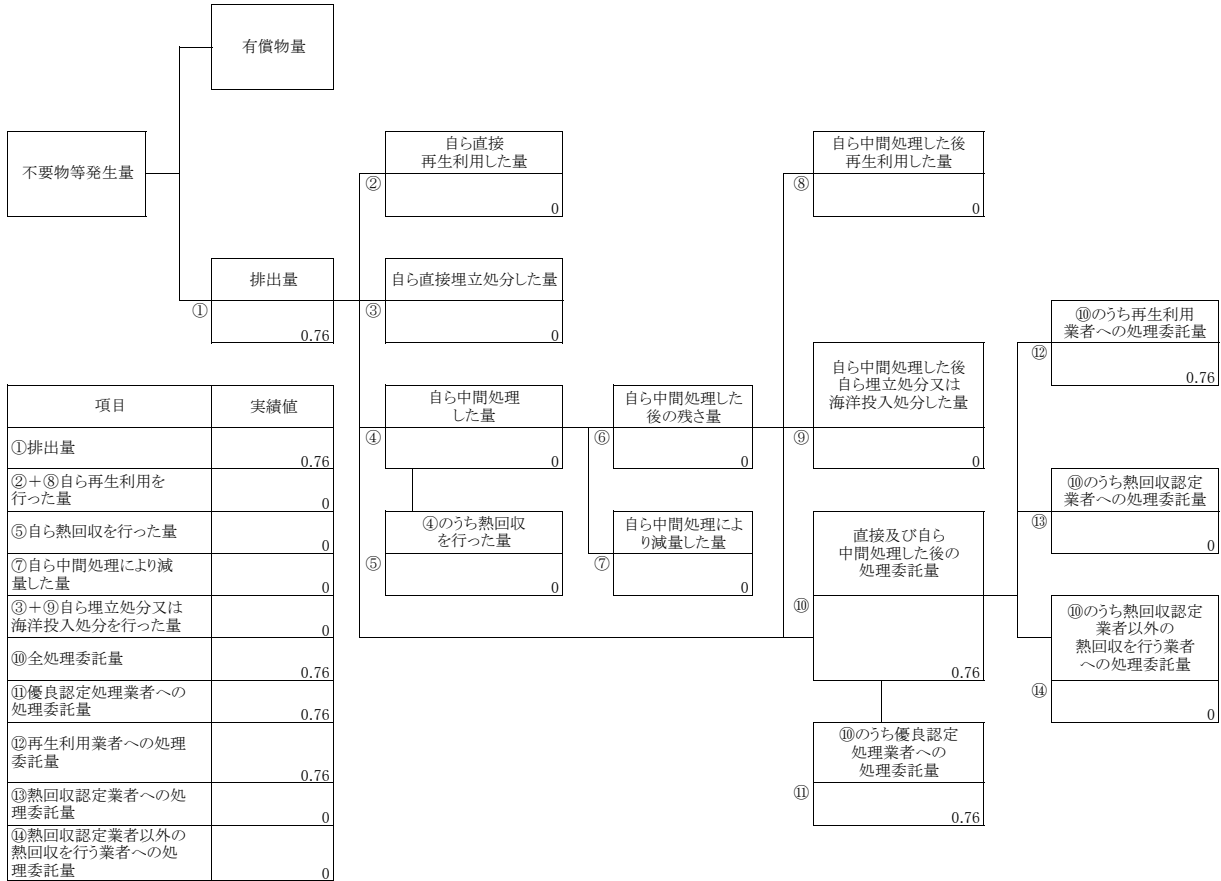 有償物量
不要物等発生量
自ら直接
再生利用した量
②
0
自ら中間処理した後
再生利用した量
⑧
0
排出量
①
0.76
自ら直接埋立処分した量
③
0
⑩のうち再生利用
業者への処理委託量
⑫
0.76
自ら中間処理した後
自ら埋立処分又は
海洋投入処分した量
⑨
0
自ら中間処理
した量
④
0
自ら中間処理した
後の残さ量
⑥
0
⑩のうち熱回収認定
業者への処理委託量
⑬
0
④のうち熱回収
を行った量
⑤
0
自ら中間処理によ
り減量した量
⑦
0
直接及び自ら
中間処理した後の
処理委託量
⑩
0.76
⑩のうち熱回収認定
業者以外の
熱回収を行う業者
への処理委託量
⑭
0
⑩のうち優良認定
処理業者への
処理委託量
⑪
0.76
項目 実績値
①排出量
0.76
②＋⑧自ら再生利用を
行った量
0
⑤自ら熱回収を行った量
0
⑦自ら中間処理により減
量した量
0
③＋⑨自ら埋立処分又は
海洋投入処分を行った量
0
⑩全処理委託量
0.76
⑪優良認定処理業者への
処理委託量
0.76
⑫再生利用業者への処理
委託量
0.76
⑬熱回収認定業者への処
理委託量
0
⑭熱回収認定業者以外の
熱回収を行う業者への処
理委託量
0